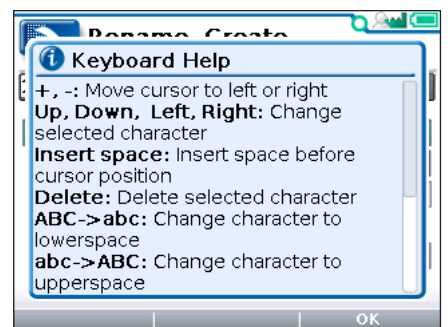 Rename, Create
Keyboard Help
+, -: Move cursor to left or right
Up, Down, Left, Right: Change
selected character
Insert space: Insert space before
cursor position
Delete: Delete selected character
ABC->abc: Change character to
lowerspace
abc->ABC: Change character to
upperspace
OK